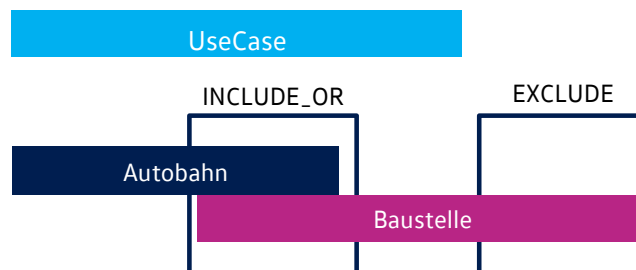 UseCase
INCLUDE_OR
EXCLUDE
Autobahn
Baustelle